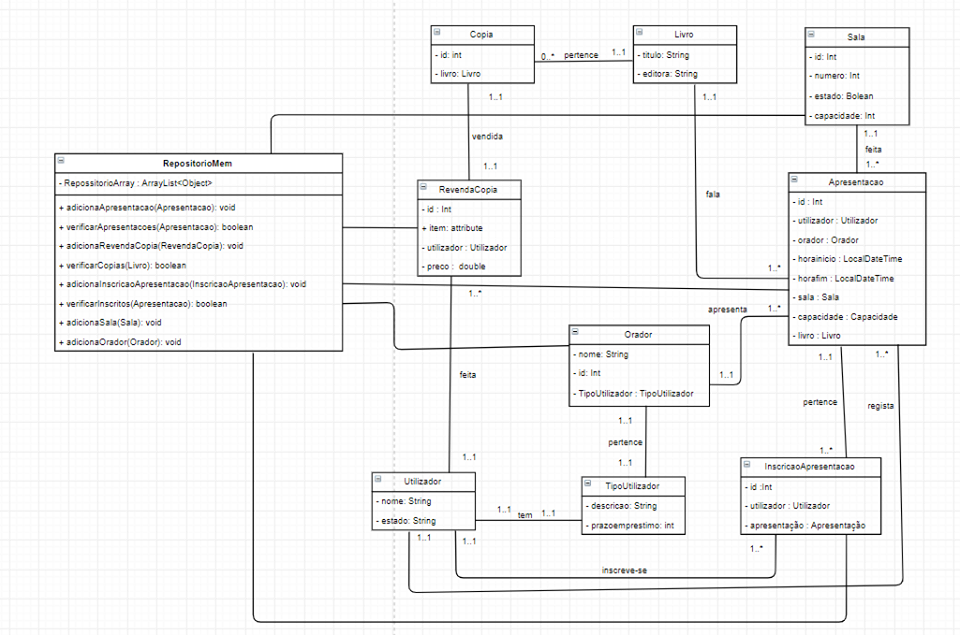 Copia
- id: int
- livro: Livro
0..* pertence 1..1
Livro
- titulo: String
- editora: String
Sala
- id: Int
- numero: Int
- estado: Bolean
- capacidade: Int
1..1
1..1
1..1
feita
1..*
vendida
1..1
RepositorioMem
- RepossitorioArray : ArrayList<Object>
+ adicionaApresentacao(Apresentacao): void
+ verificarApresentacoes(Apresentacao): boolean
+ adicionaRevendaCopia(RevendaCopia): void
+ verificarCopias(Livro): boolean
+ adicionaInscricaoApresentacao(InscricaoApresentacao): void
+ verificarInscritos(Apresentacao): boolean
+ adicionaSala(Sala): void
+ adicionaOrador(Orador): void
RevendaCopia
- id : Int
+ item: attribute
- utilizador : Utilizador
- preco : double
1..*
fala
1..*
Apresentacao
- id : Int
- utilizador : Utilizador
- orador : Orador
- horainicio : LocalDateTime
- horafim : LocalDateTime
- sala : Sala
- capacidade : Capacidade
- livro : Livro
apresenta 1..*
Orador
- nome: String
- id: Int
- TipoUtilizador : TipoUtilizador
1..1
1..1
1..*
feita
pertence
regista
1..1
pertence
1..1
1..*
1..1
Utilizador
- nome: String
- estado: String
1..1 tem 1..1
TipoUtilizador
- descricao: String
- prazoemprestimo: int
InscricaoApresentacao
- id :Int
- utilizador : Utilizador
- apresentação : Apresentação
1..1
1..1
1..*
inscreve-se